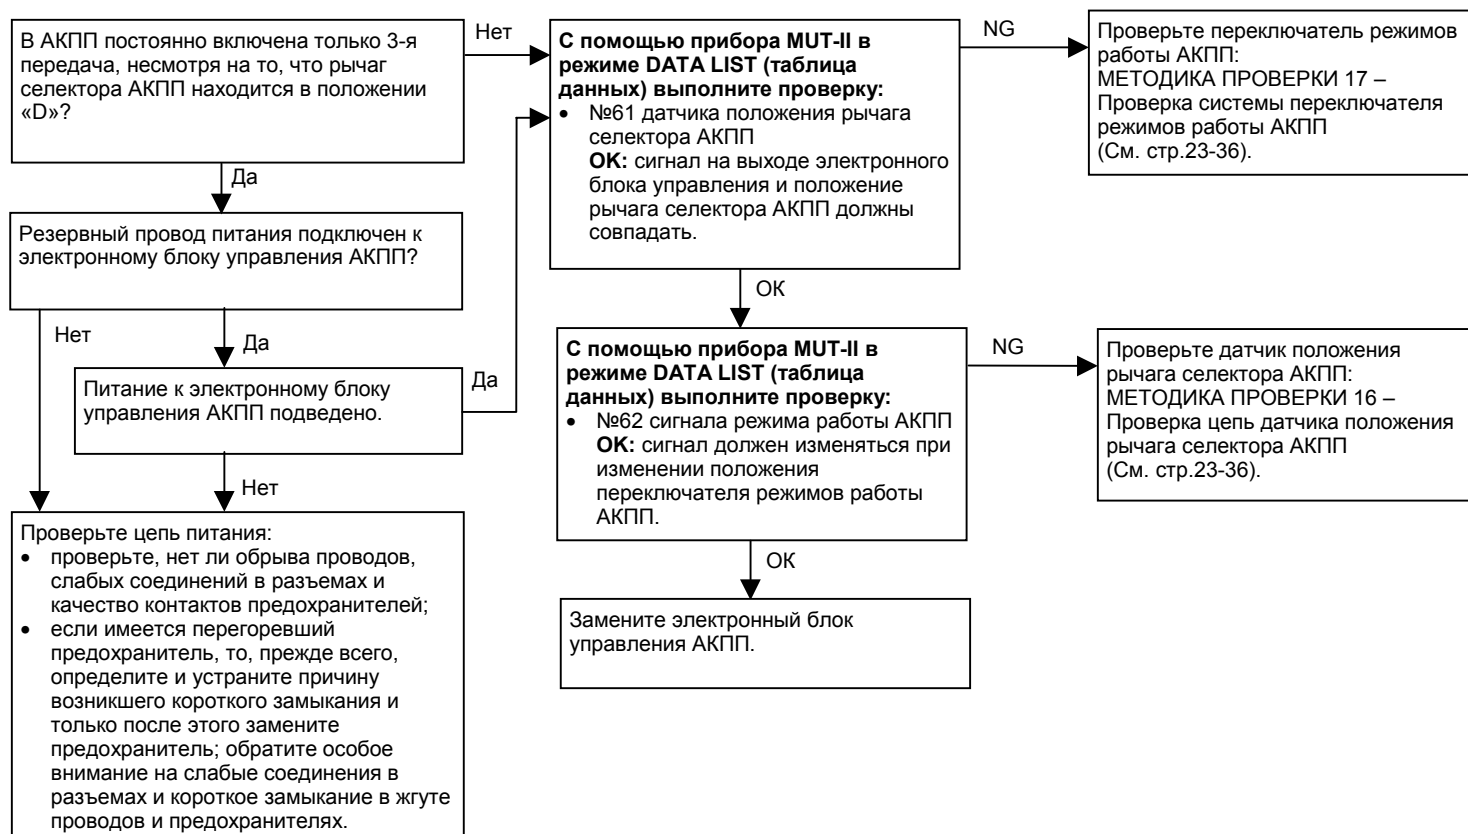 В АКПП постоянно включена только 3-я
передача, несмотря на то, что рычаг
селектора АКПП находится в положении
«D»?
Нет
Да
Резервный провод питания подключен к
электронному блоку управления АКПП?
Нет
Да
Питание к электронному блоку
управления АКПП подведено.
Да
Нет
Проверьте цепь питания:
• проверьте, нет ли обрыва проводов,
слабых соединений в разъемах и
качество контактов предохранителей;
• если имеется перегоревший
предохранитель, то, прежде всего,
определите и устраните причину
возникшего короткого замыкания и
только после этого замените
предохранитель; обратите особое
внимание на слабые соединения в
разъемах и короткое замыкание в жгуте
проводов и предохранителях.
С помощью прибора MUT-II в
режиме DATA LIST (таблица
данных) выполните проверку:
• №61 датчика положения рычага
селектора АКПП
OK: сигнал на выходе электронного
блока управления и положение
рычага селектора АКПП должны
совпадать.
NG
Проверьте переключатель режимов
работы АКПП:
МЕТОДИКА ПРОВЕРКИ 17 –
Проверка системы переключателя
режимов работы АКПП
(См. стр.23-36).
OK
С помощью прибора MUT-II в
режиме DATA LIST (таблица
данных) выполните проверку:
• №62 сигнала режима работы АКПП
OK: сигнал должен изменяться при
изменении положения
переключателя режимов работы
АКПП.
NG
Проверьте датчик положения
рычага селектора АКПП:
МЕТОДИКА ПРОВЕРКИ 16 –
Проверка цепь датчика положения
рычага селектора АКПП
(См. стр.23-36).
OK
Замените электронный блок
управления АКПП.